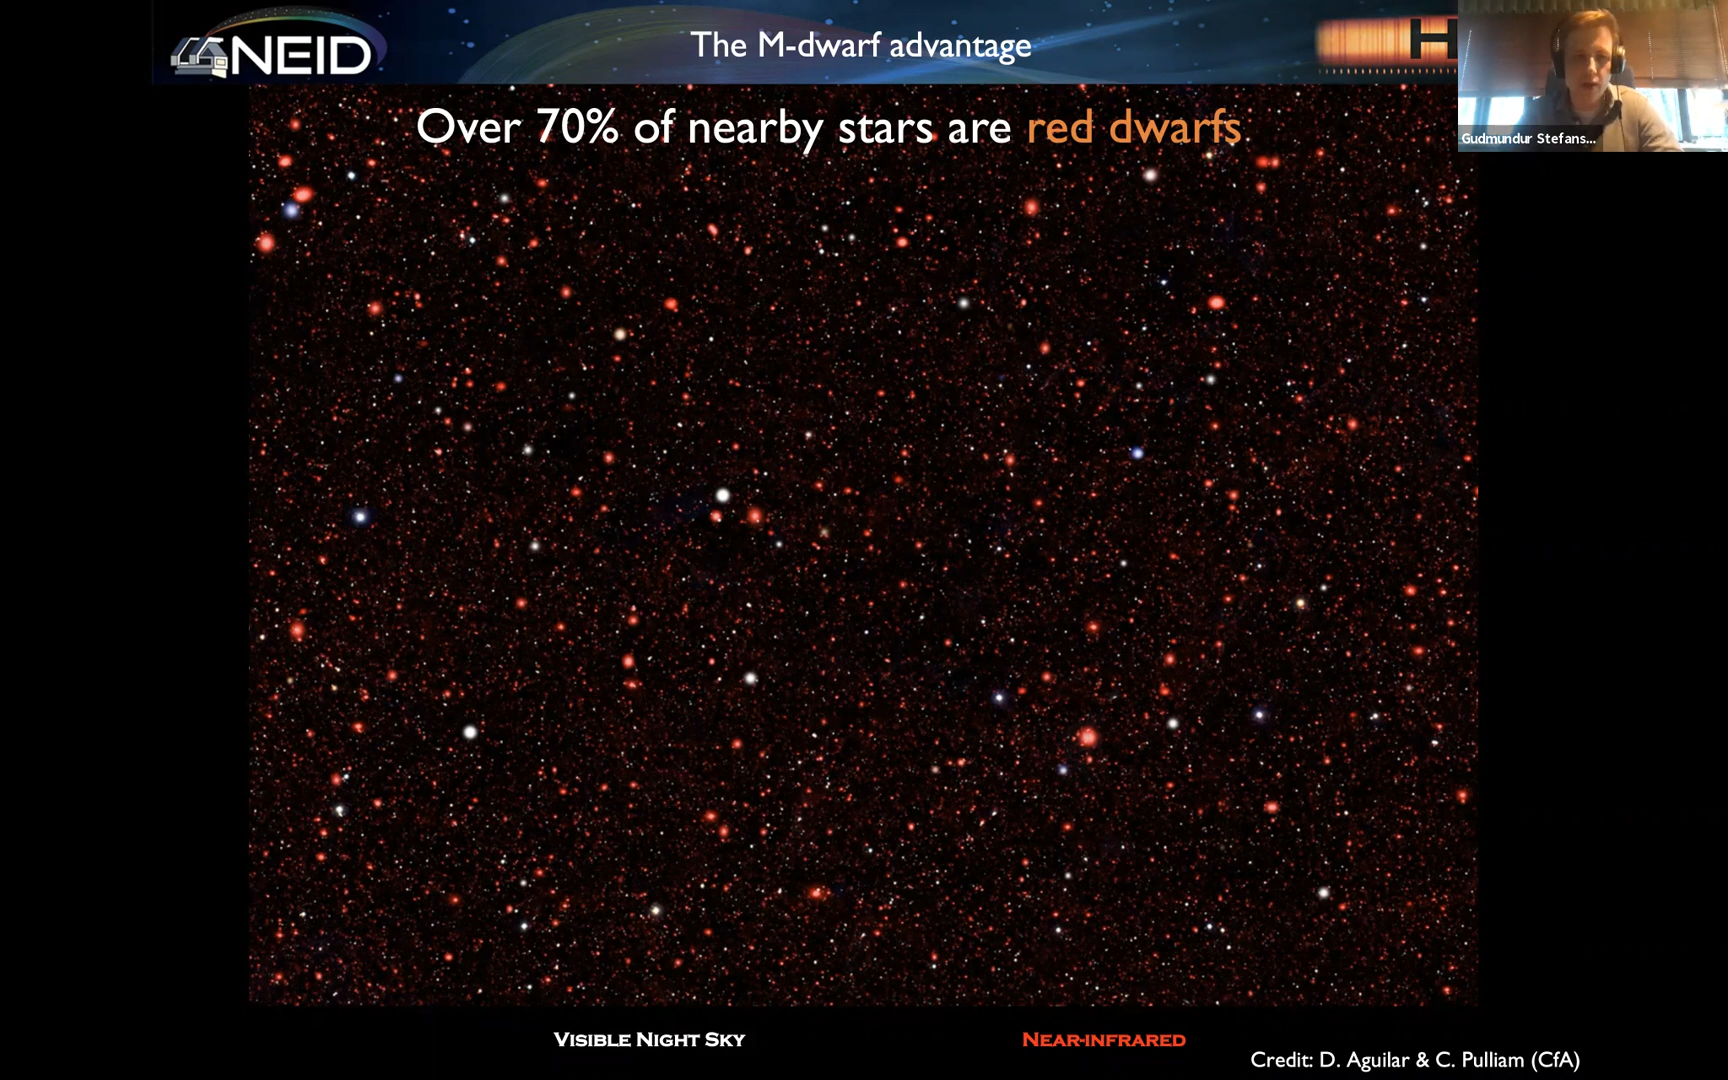 NEID
The M-dwarf advantage
H
Over 70% of nearby stars are red dwarfs
Gudmundur Stefans...
VISIBLE NIGHT SKY
NEAR-INFRARED
Credit: D. Aguilar & C. Pulliam (CfA)